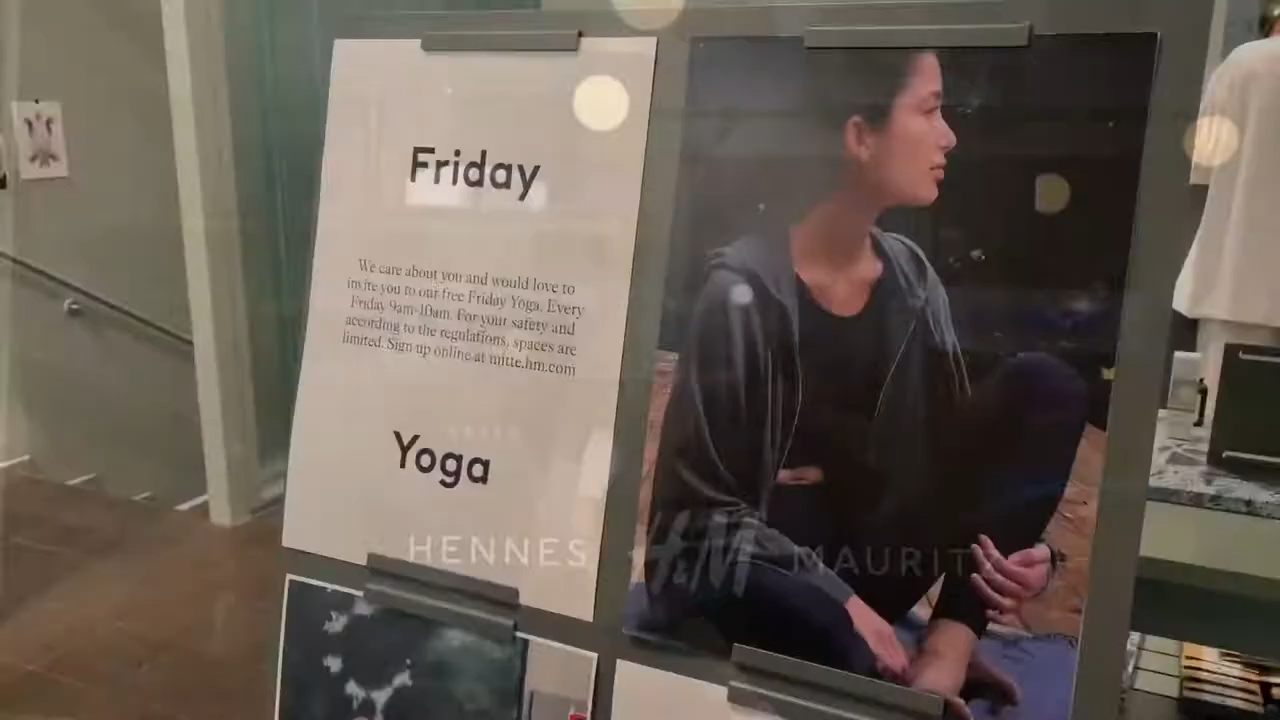 Friday
We care about you and would love to
invite you to our free Friday Yoga. Every
Friday 9am-10am. For your safety and
according to the regulations, spaces are
limited. Sign up online at mitte.hm.com
Yoga
HENNES H&M MAURITZ